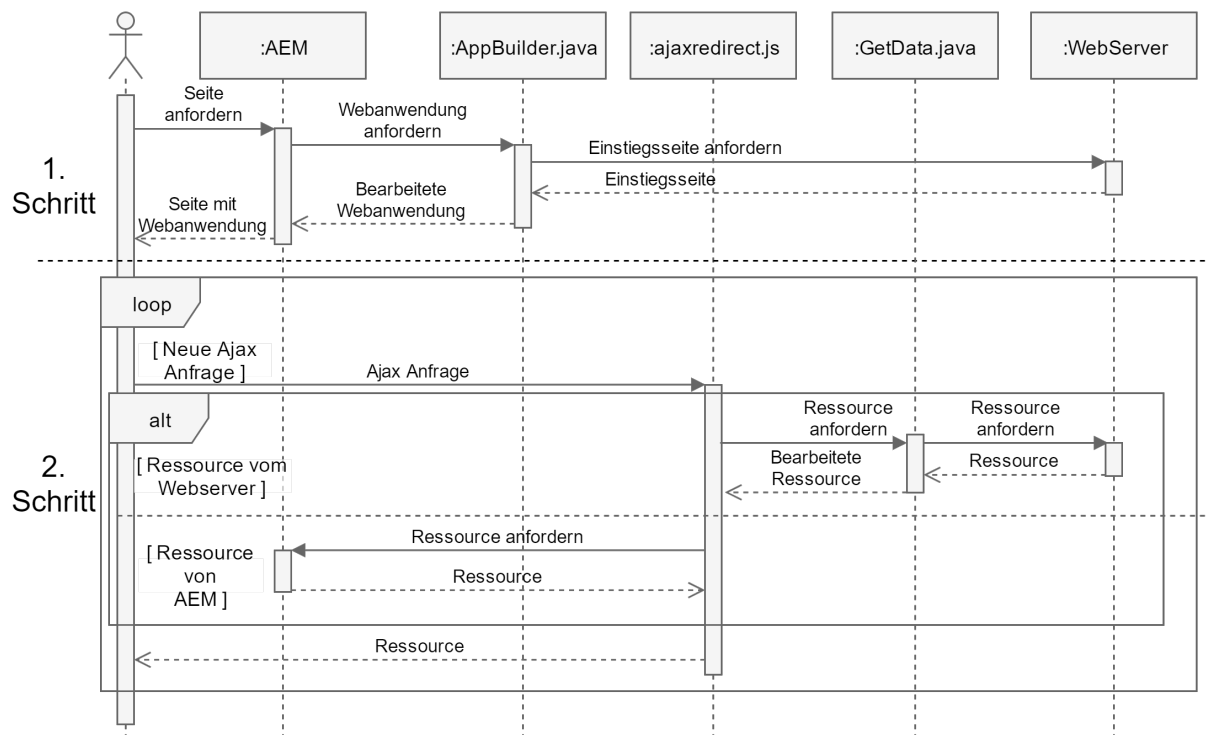 :AEM
:AppBuilder.java
:ajaxredirect.js
:GetData.java
:WebServer
1.
Schritt
Seite
anfordern
Webanwendung
anfordern
Einstiegsseite anfordern
Einstiegsseite
Bearbeitete
Webanwendung
Seite mit
Webanwendung
2.
Schritt
loop
[ Neue Ajax
Anfrage ]
Ajax Anfrage
alt
[ Ressource vom
Webserver ]
Ressource
anfordern
Ressource
anfordern
Ressource
Bearbeitete
Ressource
[ Ressource
von
AEM ]
Ressource anfordern
Ressource
Ressource